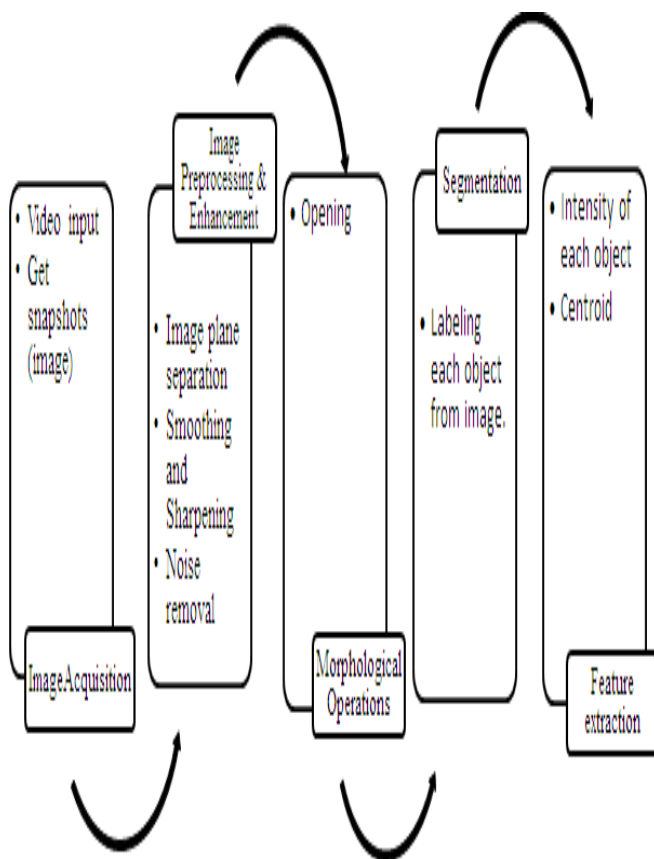 • Video input
• Get
snapshots
(image)
ImageAcquisition
Image
Preprocessing &
Enhancement
• Image plane
separation
• Smoothing
and
Sharpening
• Noise
removal
• Opening
Morphological
Operations
Segmentation
• Labeling
each object
from image.
• Intensity of
each object
• Centroid
Feature
extraction